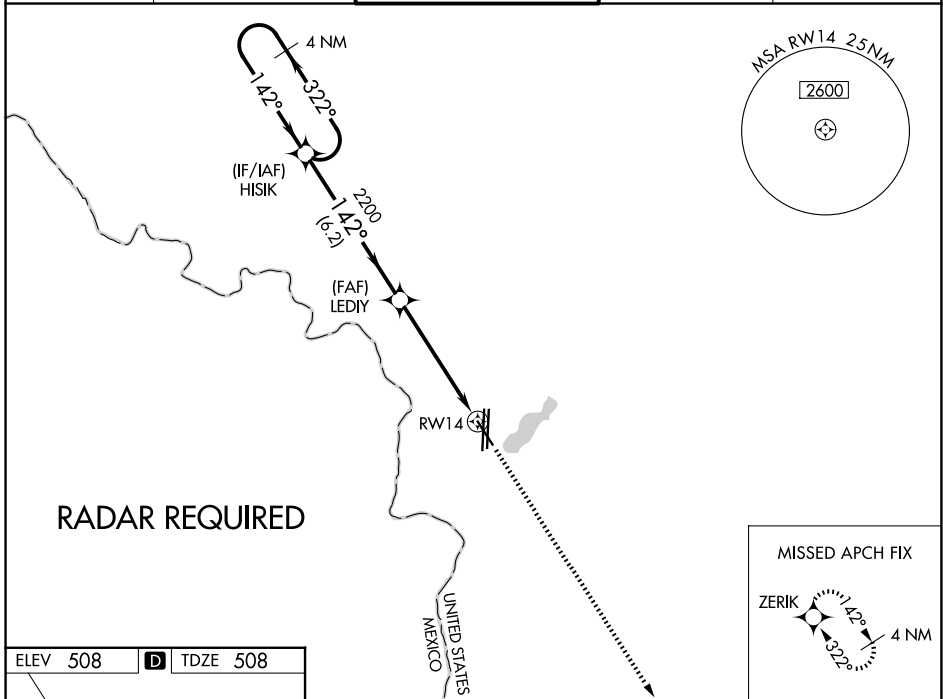 4 NM
142°
322°
MSA RW14 25NM
2600
(IF/IAF)
HISIK
2200
142°
(6.2)
(FAF)
LEDIY
RW14
RADAR REQUIRED
UNITED STATES
MEXICO
MISSED APCH FIX
ZERIK
142°
322°
4 NM
ELEV 508 D TDZE 508